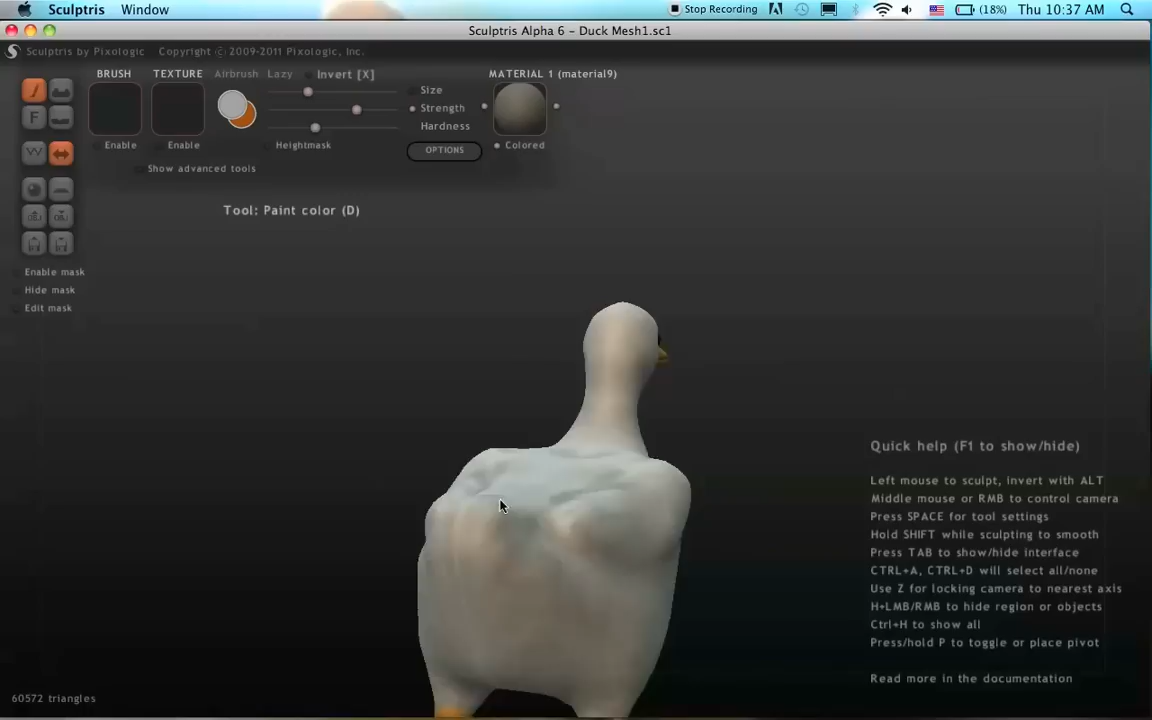 Sculptris Window Stop Recording (18%) Thu 10:37 AM
Sculptris Alpha 6 – Duck Mesh1.sc1
Sculptris by Pixologic Copyright © 2009-2011 Pixologic, Inc.
BRUSH TEXTURE Airbrush Lazy Invert [X] MATERIAL 1 (material9)
Size
Strength
Hardness
Enable Enable Heightmask OPTIONS Colored
Show advanced tools
Tool: Paint color (D)
F
OBJ OBJ
Enable mask
Hide mask
Edit mask
Quick help (F1 to show/hide)
Left mouse to sculpt, invert with ALT
Middle mouse or RMB to control camera
Press SPACE for tool settings
Hold SHIFT while sculpting to smooth
Press TAB to show/hide interface
CTRL+A, CTRL+D will select all/none
Use Z for locking camera to nearest axis
H+LMB/RMB to hide region or objects
Ctrl+H to show all
Press/hold P to toggle or place pivot
Read more in the documentation
60572 triangles